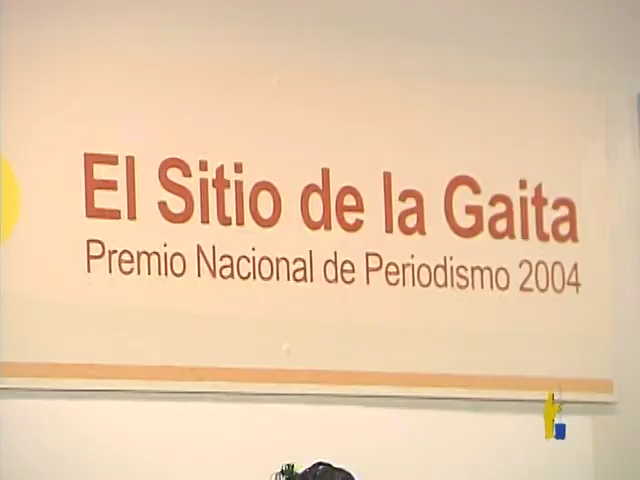 El Sitio de la Gaita
Premio Nacional de Periodismo 2004